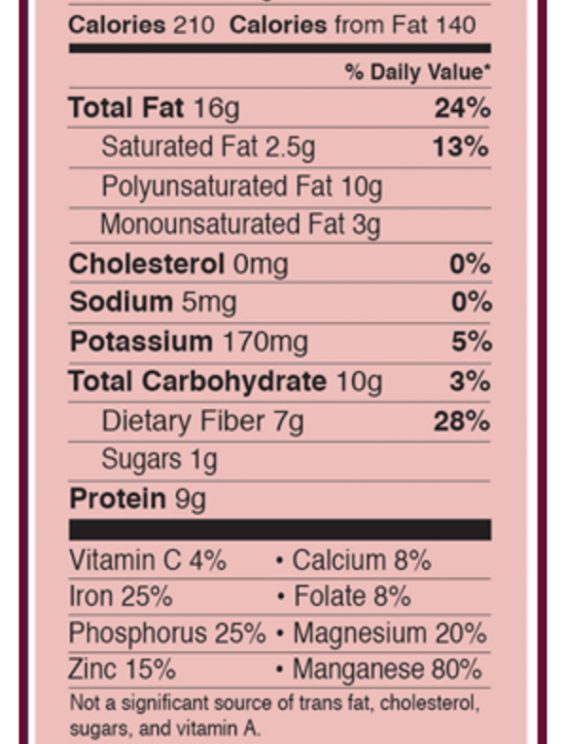 Calories 210 Calories from Fat 140
% Daily Value*
Total Fat 16g 24%
Saturated Fat 2.5g 13%
Polyunsaturated Fat 10g
Monounsaturated Fat 3g
Cholesterol 0mg 0%
Sodium 5mg 0%
Potassium 170mg 5%
Total Carbohydrate 10g 3%
Dietary Fiber 7g 28%
Sugars 1g
Protein 9g
Vitamin C 4% • Calcium 8%
Iron 25% • Folate 8%
Phosphorus 25% • Magnesium 20%
Zinc 15% • Manganese 80%
Not a significant source of trans fat, cholesterol,
sugars, and vitamin A.